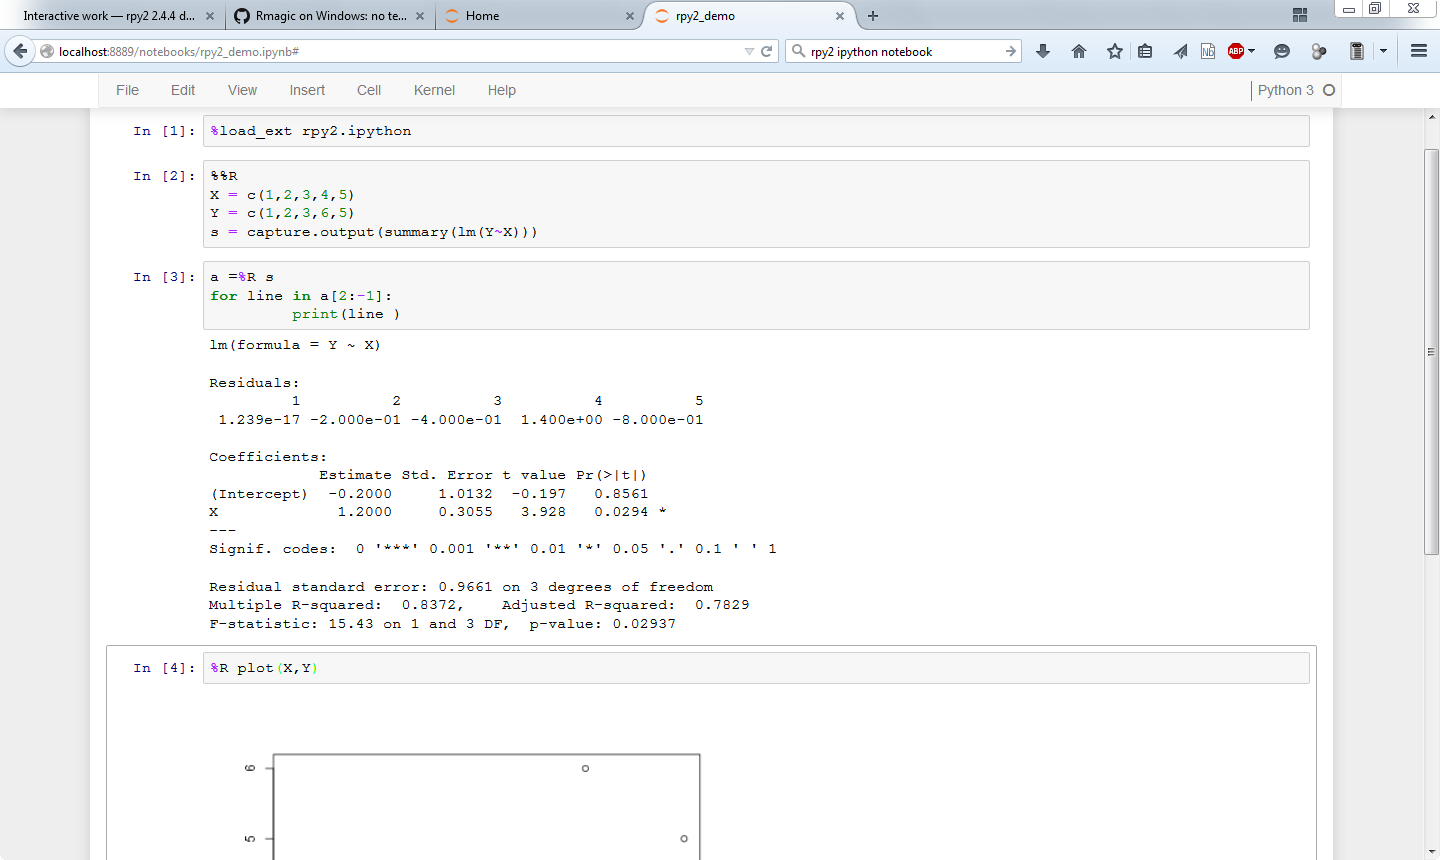 Interactive work — rpy2 2.4.4 d...
Rmagic on Windows: no te...
Home
rpy2_demo
localhost:8889/notebooks/rpy2_demo.ipynb#
rpy2 ipython notebook
ABP
File Edit View Insert Cell Kernel Help
Python 3
In [1]: %load_ext rpy2.ipython
In [2]: %%R
X = c(1,2,3,4,5)
Y = c(1,2,3,6,5)
s = capture.output(summary(lm(Y~X)))
In [3]: a =%R s
for line in a[2:-1]:
print(line )
lm(formula = Y ~ X)
Residuals:
1 2 3 4 5
1.239e-17 -2.000e-01 -4.000e-01 1.400e+00 -8.000e-01
Coefficients:
Estimate Std. Error t value Pr(>|t|)
(Intercept) -0.2000 1.0132 -0.197 0.8561
X 1.2000 0.3055 3.928 0.0294 *
---
Signif. codes: 0 '***' 0.001 '**' 0.01 '*' 0.05 '.' 0.1 ' ' 1
Residual standard error: 0.9661 on 3 degrees of freedom
Multiple R-squared: 0.8372, Adjusted R-squared: 0.7829
F-statistic: 15.43 on 1 and 3 DF, p-value: 0.02937
In [4]: %R plot(X,Y)
6
5